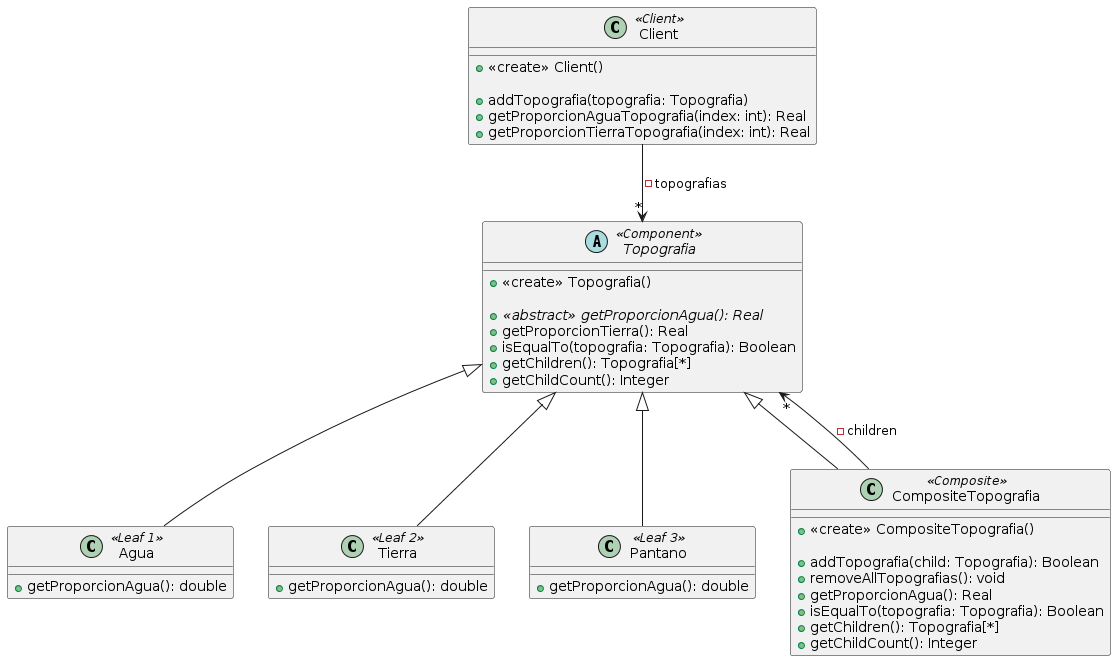 «Client»
C
Client
«create» Client()
addTopografia(topografia: Topografia)
getProporcionAguaTopografia(index: int): Real
getProporcionTierraTopografia(index: int): Real
topografias
*
«Component»
A
Topografia
«create» Topografia()
«abstract» getProporcionAgua(): Real
getProporcionTierra(): Real
isEqualTo(topografia: Topografia): Boolean
getChildren(): Topografia[*]
getChildCount(): Integer
*
children
«Leaf 1»
C
Agua
getProporcionAgua(): double
«Leaf 2»
C
Tierra
getProporcionAgua(): double
«Leaf 3»
C
Pantano
getProporcionAgua(): double
«Composite»
C
CompositeTopografia
«create» CompositeTopografia()
addTopografia(child: Topografia): Boolean
removeAllTopografias(): void
getProporcionAgua(): Real
isEqualTo(topografia: Topografia): Boolean
getChildren(): Topografia[*]
getChildCount(): Integer